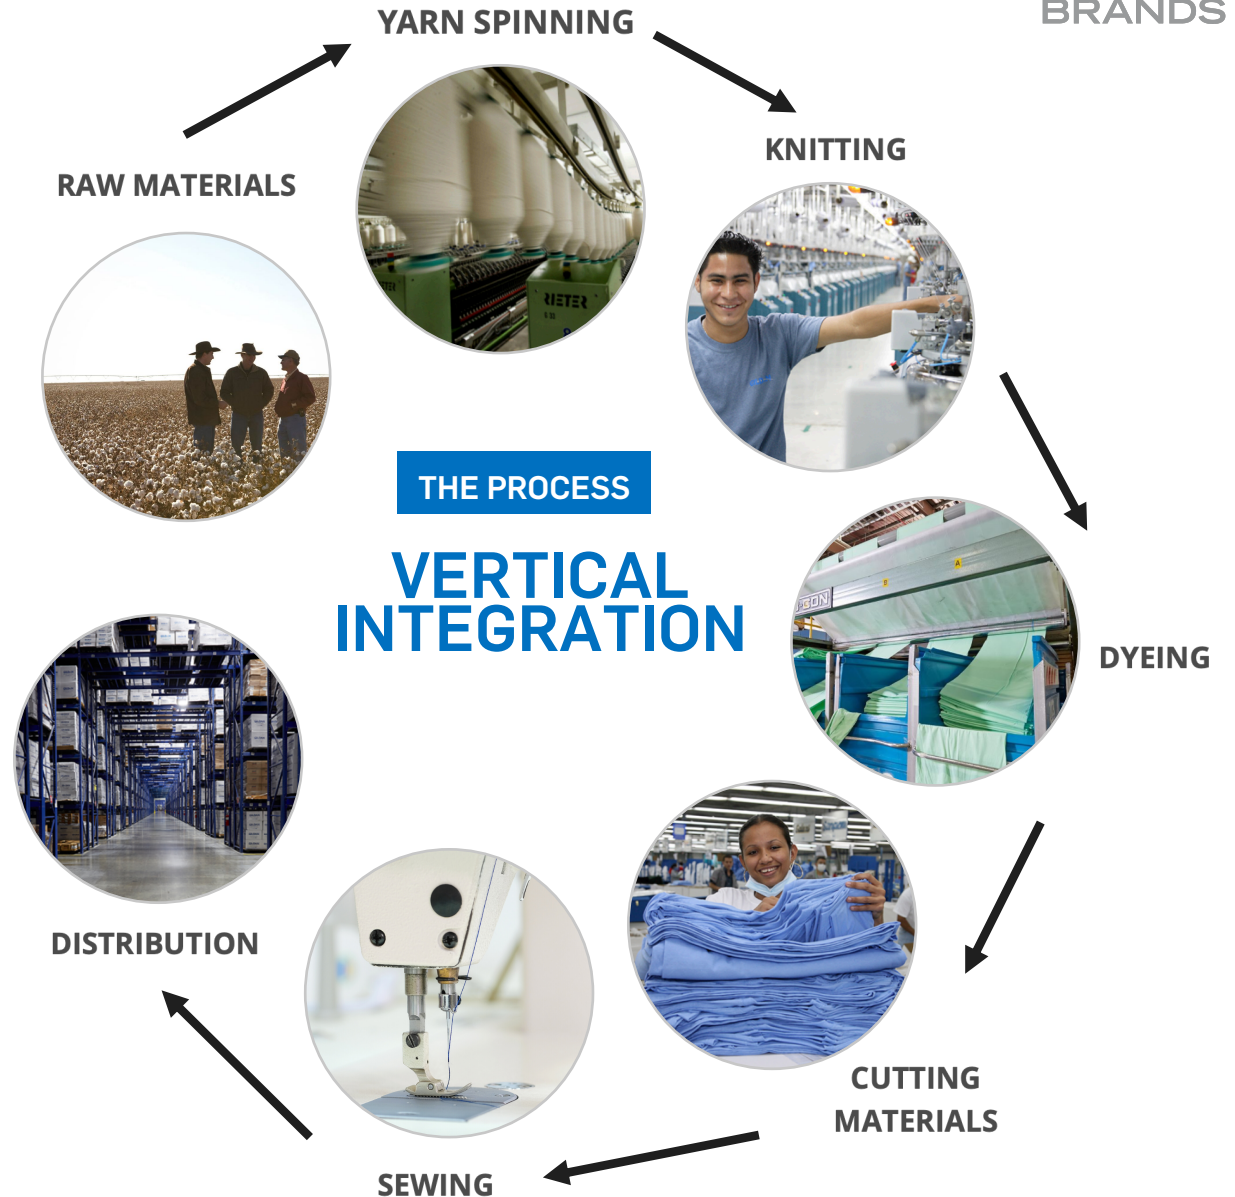 BRANDS
YARN SPINNING
KNITTING
RAW MATERIALS
RIETER
THE PROCESS
VERTICAL
INTEGRATION
B
A
DYEING
DISTRIBUTION
CUTTING
MATERIALS
SEWING